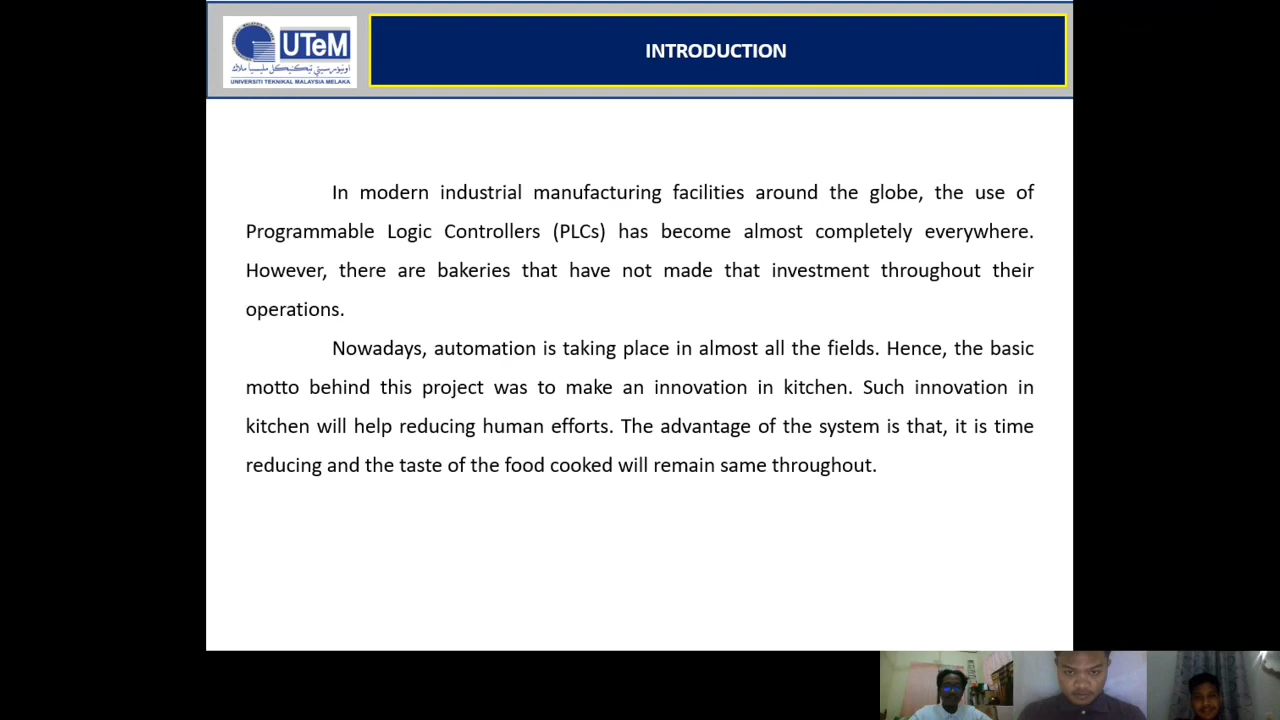 UTeM
اونيۏرسيتي تيكنيكل مليسيا ملاك
UNIVERSITI TEKNIKAL MALAYSIA MELAKA
INTRODUCTION
In modern industrial manufacturing facilities around the globe, the use of
Programmable Logic Controllers (PLCs) has become almost completely everywhere.
However, there are bakeries that have not made that investment throughout their
operations.
Nowadays, automation is taking place in almost all the fields. Hence, the basic
motto behind this project was to make an innovation in kitchen. Such innovation in
kitchen will help reducing human efforts. The advantage of the system is that, it is time
reducing and the taste of the food cooked will remain same throughout.